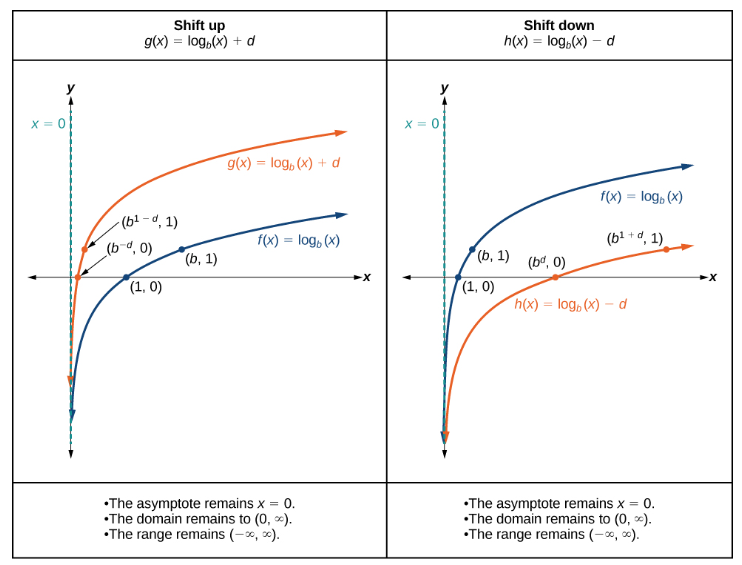 Shift up
g(x) = log_b(x) + d
Shift down
h(x) = log_b(x) − d
y
x = 0
g(x) = log_b(x) + d
(b^{1 − d}, 1)
(b^{−d}, 0)
f(x) = log_b(x)
(b, 1)
x
(1, 0)
y
x = 0
f(x) = log_b(x)
(b^{1 + d}, 1)
(b, 1)
(b^d, 0)
x
(1, 0)
h(x) = log_b(x) − d
•The asymptote remains x = 0.
•The domain remains to (0, ∞).
•The range remains (−∞, ∞).
•The asymptote remains x = 0.
•The domain remains to (0, ∞).
•The range remains (−∞, ∞).